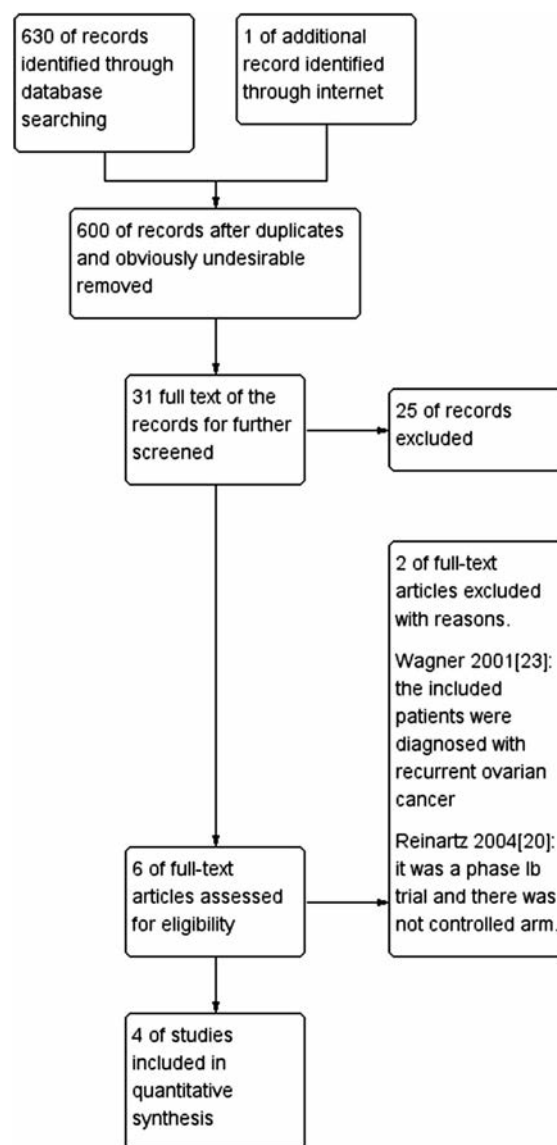 630 of records
identified through
database
searching
1 of additional
record identified
through internet
600 of records after duplicates
and obviously undesirable
removed
31 full text of the
records for further
screened
25 of records
excluded
2 of full-text
articles excluded
with reasons.
Wagner 2001[23]:
the included
patients were
diagnosed with
recurrent ovarian
cancer
Reinartz 2004[20]:
it was a phase Ib
trial and there was
not controlled arm.
6 of full-text
articles assessed
for eligibility
4 of studies
included in
quantitative
synthesis